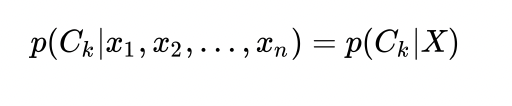 p(C_k|x_1, x_2, . . . , x_n) = p(C_k|X)